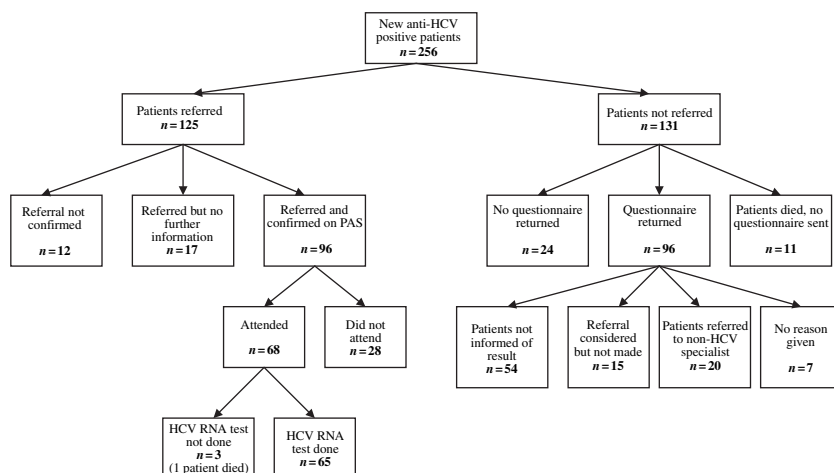 New anti-HCV
positive patients
n = 256
Patients referred
n = 125
Patients not referred
n = 131
Referral not
confirmed
n = 12
Referred but no
further
information
n = 17
Referred and
confirmed on PAS
n = 96
No questionnaire
returned
n = 24
Questionnaire
returned
n = 96
Patients died, no
questionnaire sent
n = 11
Attended
n = 68
Did not
attend
n = 28
Patients not
informed of
result
n = 54
Referral
considered
but not made
n = 15
Patients referred
to non-HCV
specialist
n = 20
No reason
given
n = 7
HCV RNA test
not done
n = 3
(1 patient died)
HCV RNA
test done
n = 65